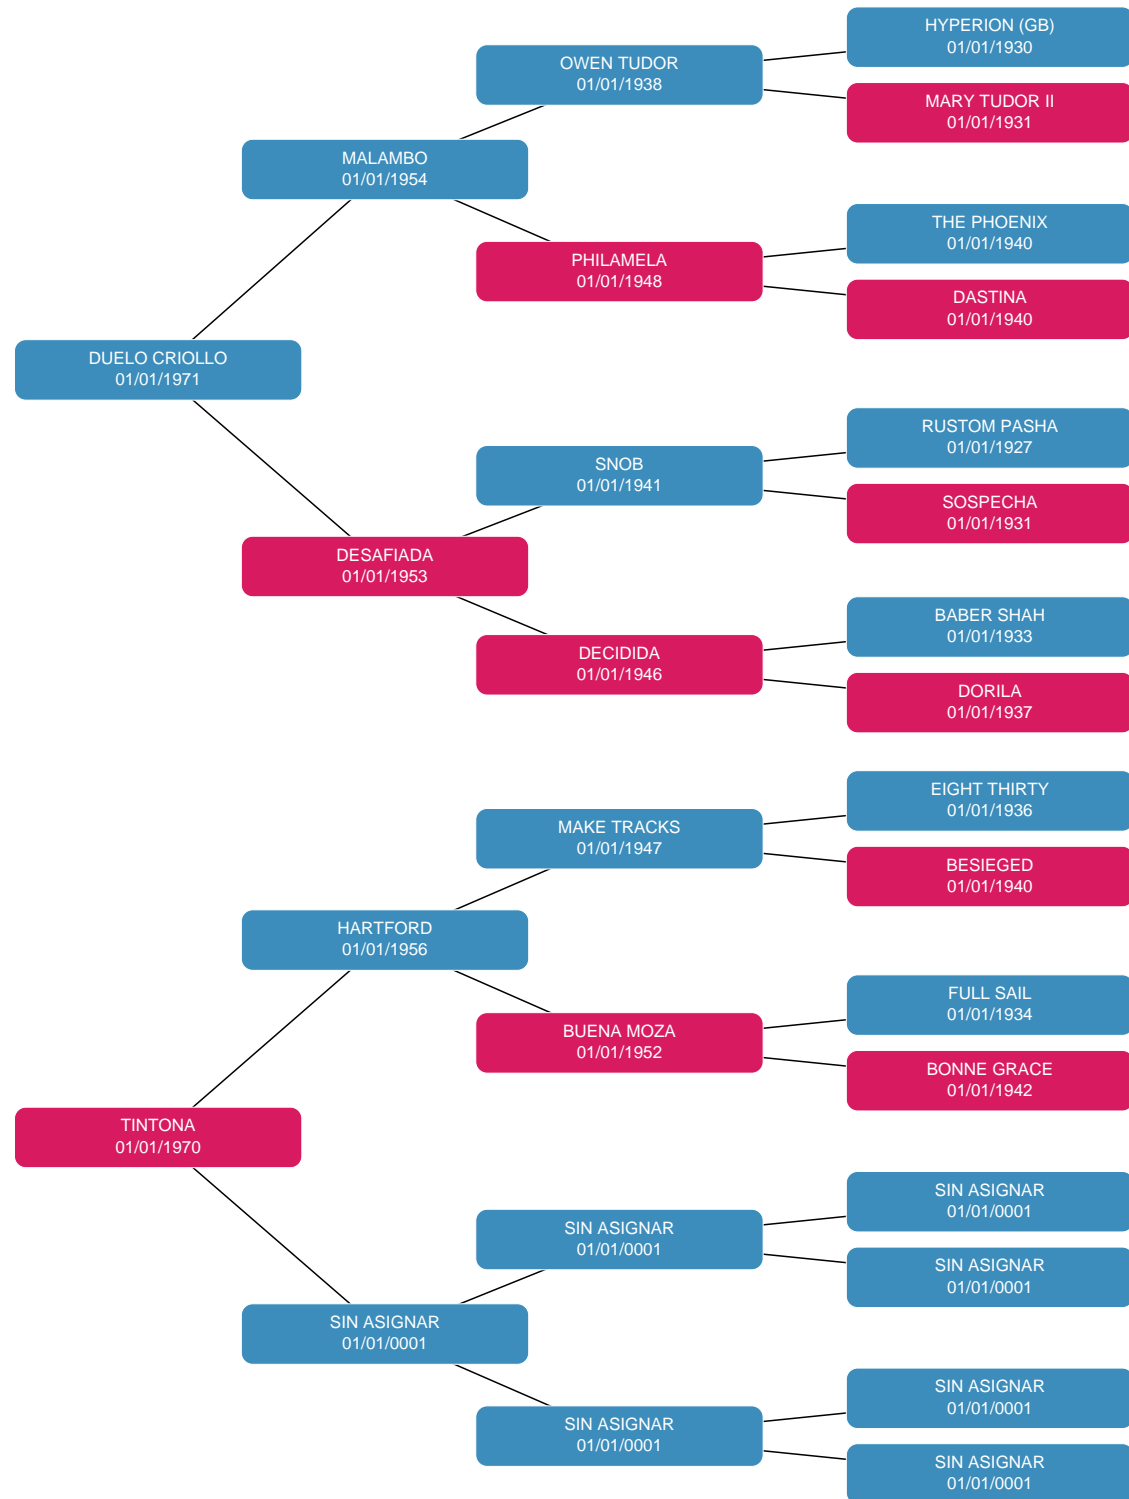 HYPERION (GB)
01/01/1930
OWEN TUDOR
01/01/1938
MARY TUDOR II
01/01/1931
MALAMBO
01/01/1954
THE PHOENIX
01/01/1940
PHILAMELA
01/01/1948
DASTINA
01/01/1940
DUELO CRIOLLO
01/01/1971
RUSTOM PASHA
01/01/1927
SNOB
01/01/1941
SOSPECHA
01/01/1931
DESAFIADA
01/01/1953
BABER SHAH
01/01/1933
DECIDIDA
01/01/1946
DORILA
01/01/1937
EIGHT THIRTY
01/01/1936
MAKE TRACKS
01/01/1947
BESIEGED
01/01/1940
HARTFORD
01/01/1956
FULL SAIL
01/01/1934
BUENA MOZA
01/01/1952
BONNE GRACE
01/01/1942
TINTONA
01/01/1970
SIN ASIGNAR
01/01/0001
SIN ASIGNAR
01/01/0001
SIN ASIGNAR
01/01/0001
SIN ASIGNAR
01/01/0001
SIN ASIGNAR
01/01/0001
SIN ASIGNAR
01/01/0001
SIN ASIGNAR
01/01/0001